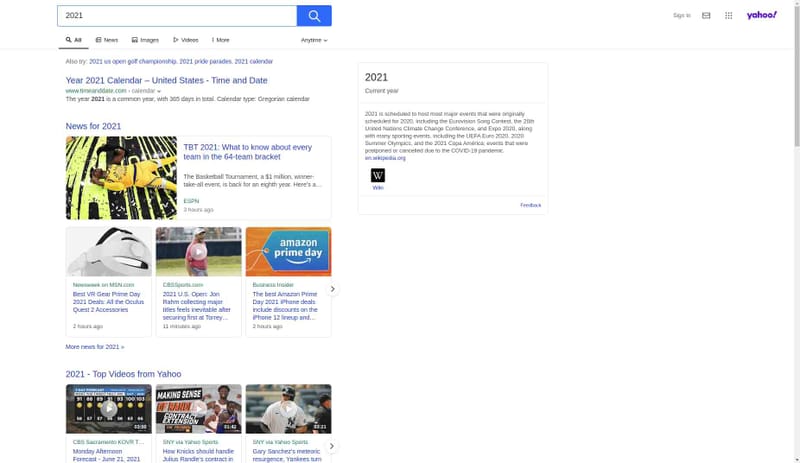 2021
Sign In
yahoo!
All
News
Images
Videos
More
Anytime
Also try: 2021 us open golf championship, 2021 pride parades, 2021 calendar
Year 2021 Calendar – United States - Time and Date
www.timeanddate.com › calendar
The year 2021 is a common year, with 365 days in total. Calendar type: Gregorian calendar
News for 2021
TBT 2021: What to know about every
team in the 64-team bracket
The Basketball Tournament, a $1 million, winner-
take-all event, is back for an eighth year. Here's a...
ESPN
3 hours ago
Newsweek on MSN.com
Best VR Gear Prime Day
2021 Deals: All the Oculus
Quest 2 Accessories
2 hours ago
CBSSports.com
2021 U.S. Open: Jon
Rahm collecting major
titles feels inevitable after
securing first at Torrey...
11 minutes ago
amazon
prime day
Business Insider
The best Amazon Prime
Day 2021 iPhone deals
include discounts on the
iPhone 12 lineup and...
2 hours ago
More news for 2021 »
2021 - Top Videos from Yahoo
7-DAY FORECAST
91 88 89 91 93 100 103
03:00
CBS Sacramento KOVR T...
Monday Afternoon
Forecast - June 21, 2021
MAKING SENSE
CONTRACT
EXTENSION
01:42
SNY via Yahoo Sports
How Knicks should handle
Julius Randle's contract in
03:21
SNY via Yahoo Sports
Gary Sanchez's meteoric
resurgence, Yankees turn
2021
Current year
2021 is scheduled to host most major events that were originally
scheduled for 2020, including the Eurovision Song Contest, the 26th
United Nations Climate Change Conference, and Expo 2020, along
with many sporting events, including the UEFA Euro 2020, 2020
Summer Olympics, and the 2021 Copa América; events that were
postponed or canceled due to the COVID-19 pandemic.
en.wikipedia.org
W
Wiki
Feedback